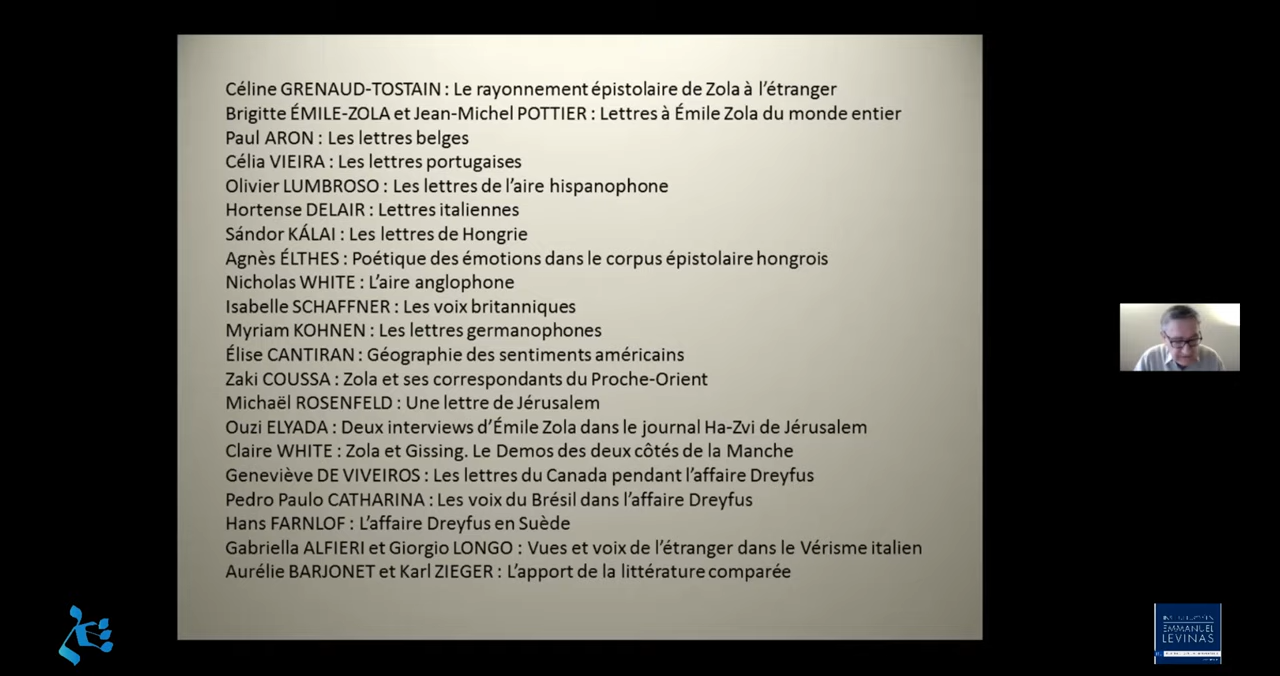 Céline GRENAUD-TOSTAIN : Le rayonnement épistolaire de Zola à l’étranger
Brigitte ÉMILE-ZOLA et Jean-Michel POTTIER : Lettres à Émile Zola du monde entier
Paul ARON : Les lettres belges
Célia VIEIRA : Les lettres portugaises
Olivier LUMBROSO : Les lettres de l’aire hispanophone
Hortense DELAIR : Lettres italiennes
Sándor KÁLAI : Les lettres de Hongrie
Agnès ÉLTHES : Poétique des émotions dans le corpus épistolaire hongrois
Nicholas WHITE : L’aire anglophone
Isabelle SCHAFFNER : Les voix britanniques
Myriam KOHNEN : Les lettres germanophones
Élise CANTIRAN : Géographie des sentiments américains
Zaki COUSSA : Zola et ses correspondants du Proche-Orient
Michaël ROSENFELD : Une lettre de Jérusalem
Ouzi ELYADA : Deux interviews d’Émile Zola dans le journal Ha-Zvi de Jérusalem
Claire WHITE : Zola et Gissing. Le Demos des deux côtés de la Manche
Geneviève DE VIVEIROS : Les lettres du Canada pendant l’affaire Dreyfus
Pedro Paulo CATHARINA : Les voix du Brésil dans l’affaire Dreyfus
Hans FARNLOF : L’affaire Dreyfus en Suède
Gabriella ALFIERI et Giorgio LONGO : Vues et voix de l’étranger dans le Vérisme italien
Aurélie BARJONET et Karl ZIEGER : L’apport de la littérature comparée
EMMANUEL
LEVINAS